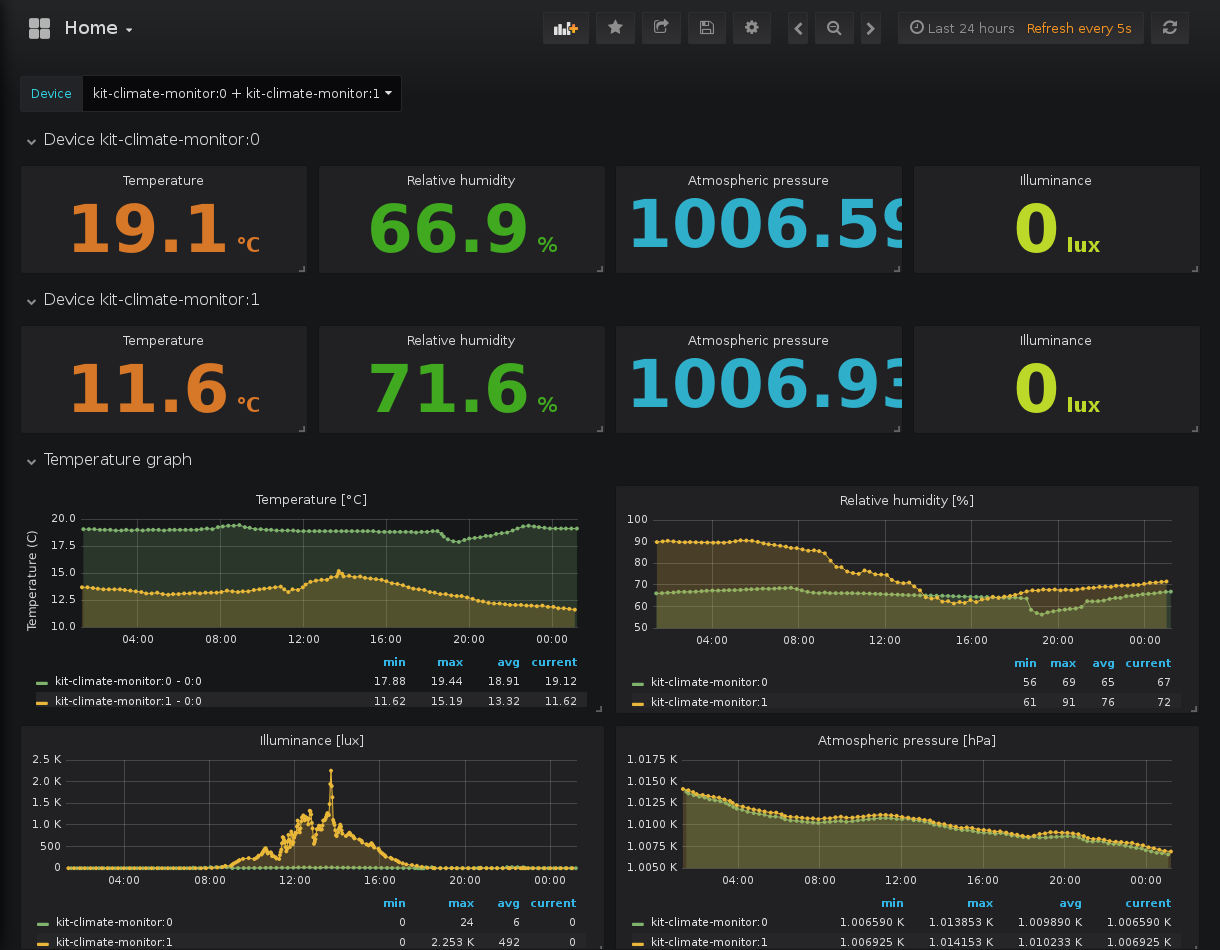 Home
Last 24 hours Refresh every 5s
Device kit-climate-monitor:0 + kit-climate-monitor:1
Device kit-climate-monitor:0
Temperature Relative humidity Atmospheric pressure Illuminance
19.1 °C 66.9 % 1006.59 0 lux
Device kit-climate-monitor:1
Temperature Relative humidity Atmospheric pressure Illuminance
11.6 °C 71.6 % 1006.93 0 lux
Temperature graph
Temperature [°C]
Temperature (C)
20.0
17.5
15.0
12.5
10.0
04:00 08:00 12:00 16:00 20:00 00:00
min max avg current
kit-climate-monitor:0 - 0:0 17.88 19.44 18.91 19.12
kit-climate-monitor:1 - 0:0 11.62 15.19 13.32 11.62
Relative humidity [%]
100
90
80
70
60
50
04:00 08:00 12:00 16:00 20:00 00:00
min max avg current
kit-climate-monitor:0 56 69 65 67
kit-climate-monitor:1 61 91 76 72
Illuminance [lux]
2.5 K
2.0 K
1.5 K
1.0 K
500
0
04:00 08:00 12:00 16:00 20:00 00:00
min max avg current
kit-climate-monitor:0 0 24 6 0
kit-climate-monitor:1 0 2.253 K 492 0
Atmospheric pressure [hPa]
1.0175 K
1.0150 K
1.0125 K
1.0100 K
1.0075 K
1.0050 K
04:00 08:00 12:00 16:00 20:00 00:00
min max avg current
kit-climate-monitor:0 1.006590 K 1.013853 K 1.009890 K 1.006590 K
kit-climate-monitor:1 1.006925 K 1.014153 K 1.010233 K 1.006925 K